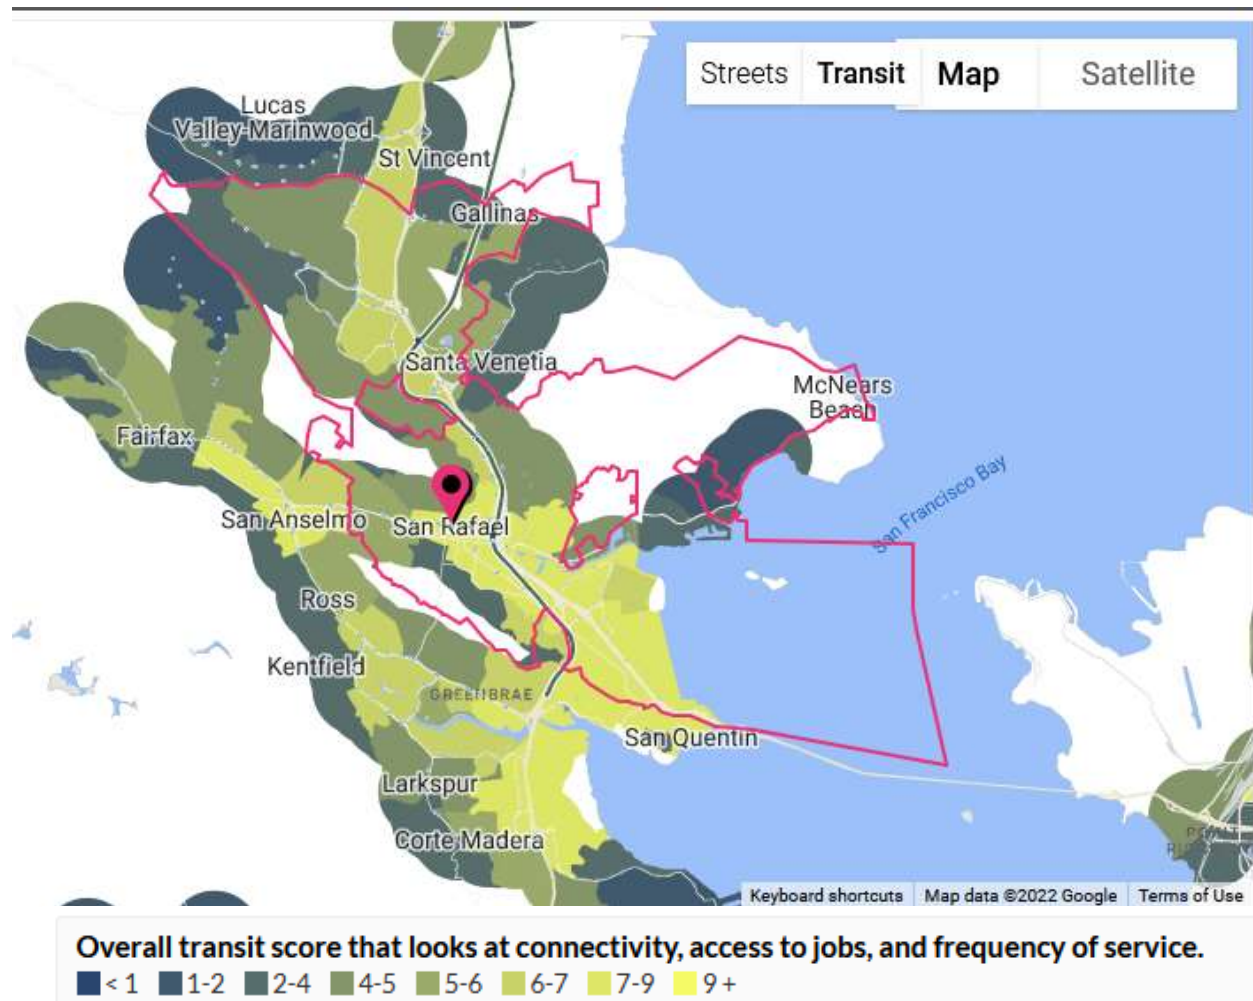 Streets Transit Map Satellite
Lucas
Valley-Marinwood
St Vincent
Gallinas
Santa Venetia
McNears
Beach
Fairfax
San Francisco Bay
San Anselmo
San Rafael
Ross
Kentfield
GREENBRAE
San Quentin
Larkspur
Corte Madera
Keyboard shortcuts Map data ©2022 Google Terms of Use
Overall transit score that looks at connectivity, access to jobs, and frequency of service.
< 1 1-2 2-4 4-5 5-6 6-7 7-9 9 +